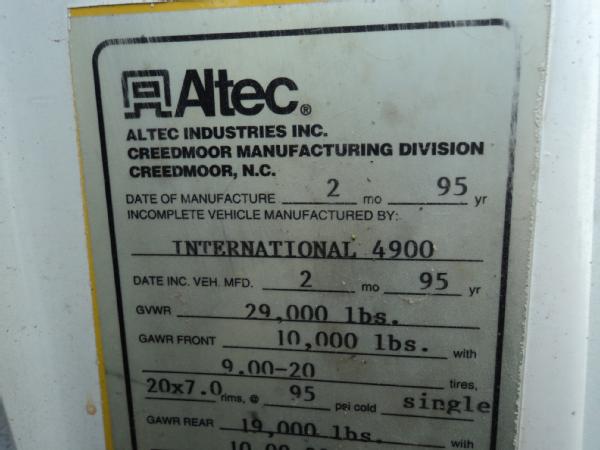 Altec®
ALTEC INDUSTRIES INC.
CREEDMOOR MANUFACTURING DIVISION
CREEDMOOR, N.C.
DATE OF MANUFACTURE 2 mo 95 yr
INCOMPLETE VEHICLE MANUFACTURED BY:
INTERNATIONAL 4900
DATE INC. VEH. MFD. 2 mo 95 yr
GVWR 29,000 lbs.
GAWR FRONT 10,000 lbs. with
9.00-20 tires,
20x7.0 rims, @ 95 psi cold single
GAWR REAR 19,000 lbs. with